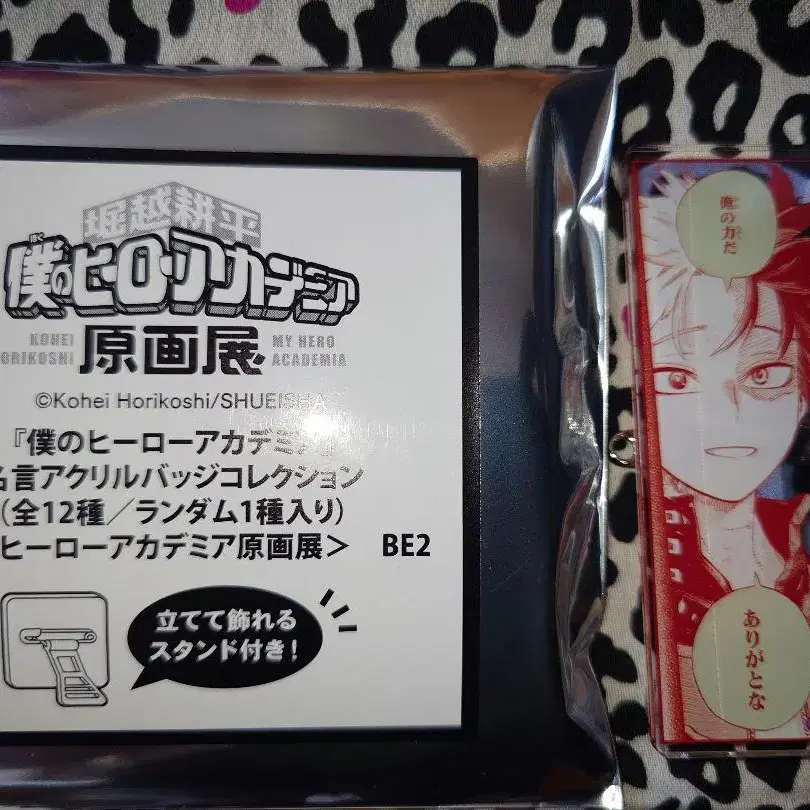 堀越耕平
僕のヒーローアカデミア
KOHEI
ORIKOSHI
原画展
MY HERO
ACADEMIA
©Kohei Horikoshi/SHUEISHA
『僕のヒーローアカデミア』
名言アクリルバッジコレクション
(全12種/ランダム1種入り)
ヒーローアカデミア原画展> BE2
立てて飾れる
スタンド付き!
俺の力だ
ありがとな